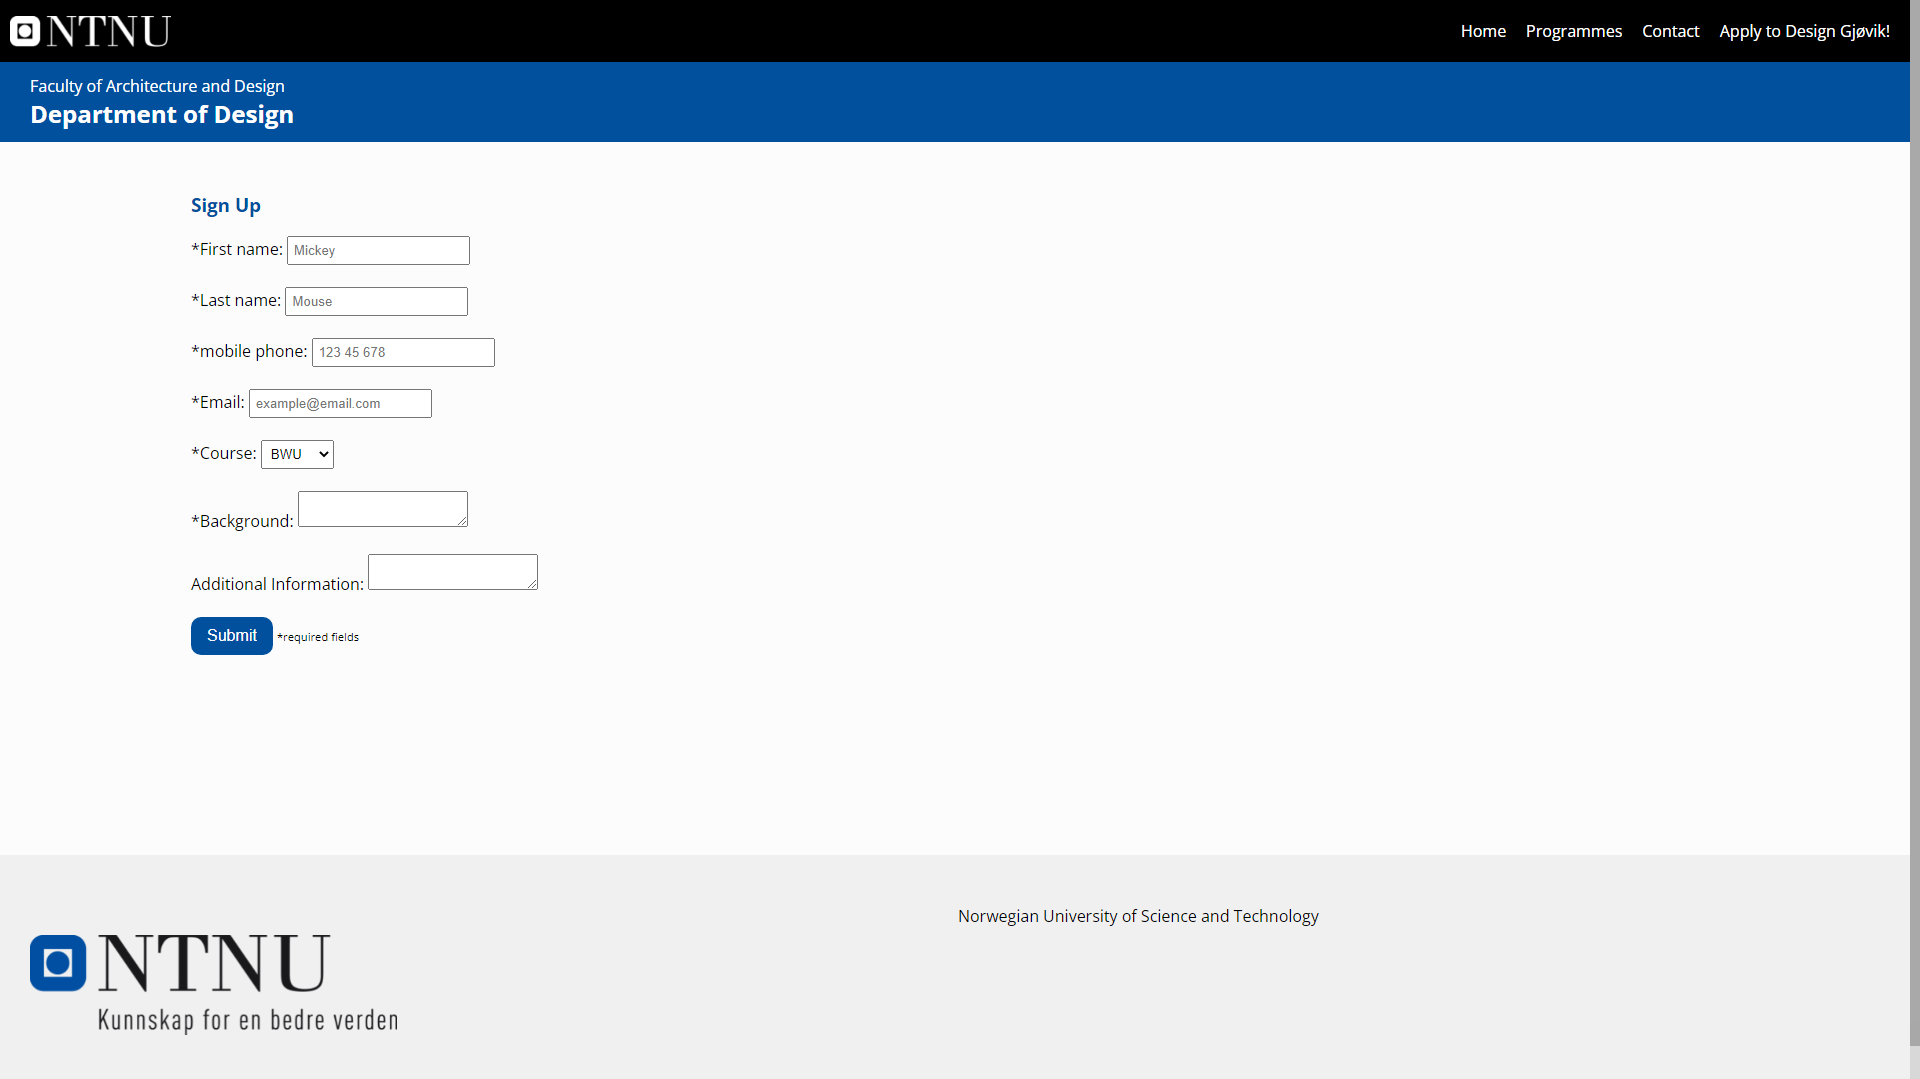 NTNU
Home Programmes Contact Apply to Design Gjøvik!
Faculty of Architecture and Design
Department of Design
Sign Up
*First name: Mickey
*Last name: Mouse
*mobile phone: 123 45 678
*Email: example@email.com
*Course: BWU
*Background:
Additional Information:
Submit *required fields
Norwegian University of Science and Technology
NTNU
Kunnskap for en bedre verden